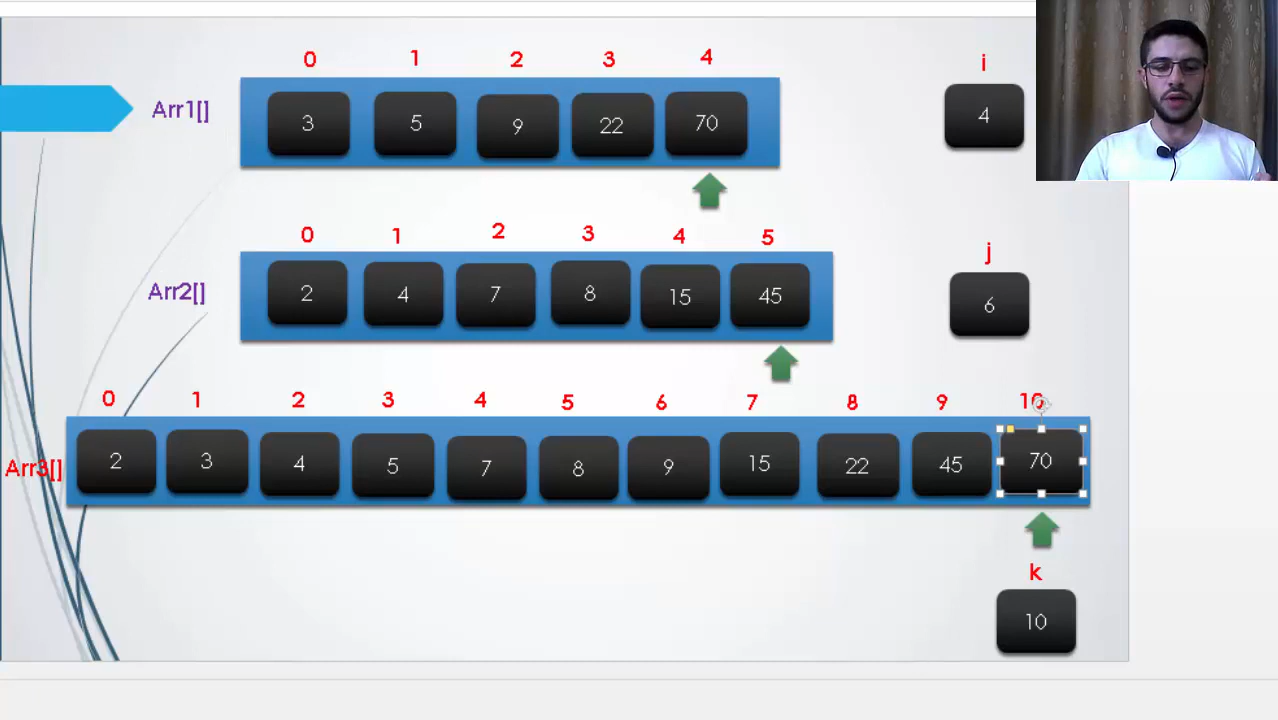 0 1 2 3 4
Arr1[] 3 5 9 22 70
i
4
0 1 2 3 4 5
Arr2[] 2 4 7 8 15 45
j
6
0 1 2 3 4 5 6 7 8 9 10
Arr3[] 2 3 4 5 7 8 9 15 22 45 70
k
10